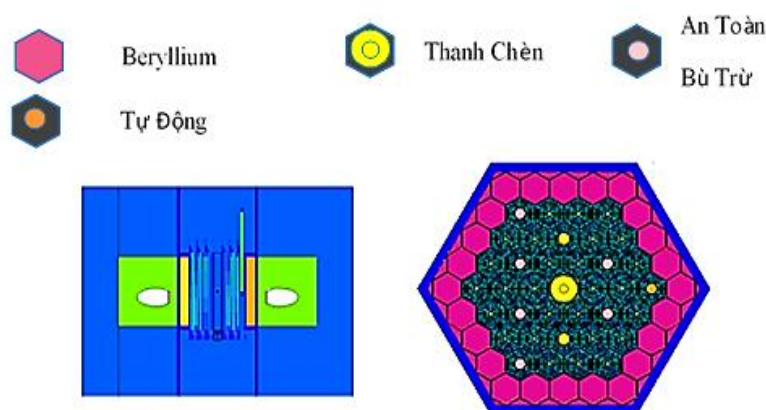 Beryllium
Thanh Chèn
An Toàn
Bù Trừ
Tự Động